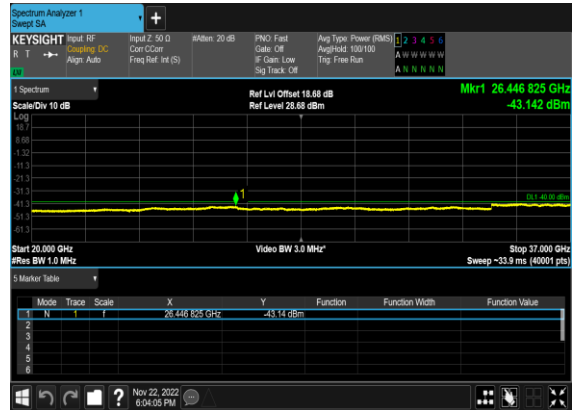 Spectrum Analyzer 1
Swept SA
+
KEYSIGHT Input: RF Input Z: 50 Ω #Atten: 20 dB PNO: Fast Avg Type: Power (RMS) 1 2 3 4 5 6
R T Coupling: DC Corr CCorr Gate: Off Avg|Hold: 100/100 A W W W W W
Align: Auto Freq Ref: Int (S) IF Gain: Low Trig: Free Run
Sig Track: Off A N N N N N
1 Spectrum Ref Lvl Offset 18.68 dB Mkr1 26.446 825 GHz
Scale/Div 10 dB Ref Level 28.68 dBm -43.142 dBm
Log
18.7
8.68
-1.32
-11.3
-21.3
-31.3
1
DL1 -40.00 dBm
-41.3
-51.3
-61.3
Start 20.000 GHz Video BW 3.0 MHz* Stop 37.000 GHz
#Res BW 1.0 MHz Sweep ~33.9 ms (40001 pts)
5 Marker Table
Mode Trace Scale X Y Function Function Width Function Value
1 N 1 f 26.446 825 GHz -43.14 dBm
2
3
4
5
6
? Nov 22, 2022
6:04:05 PM